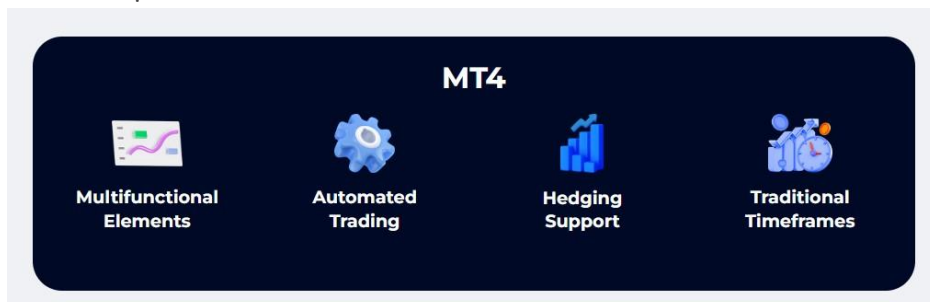 MT4
Multifunctional
Elements
Automated
Trading
Hedging
Support
Traditional
Timeframes